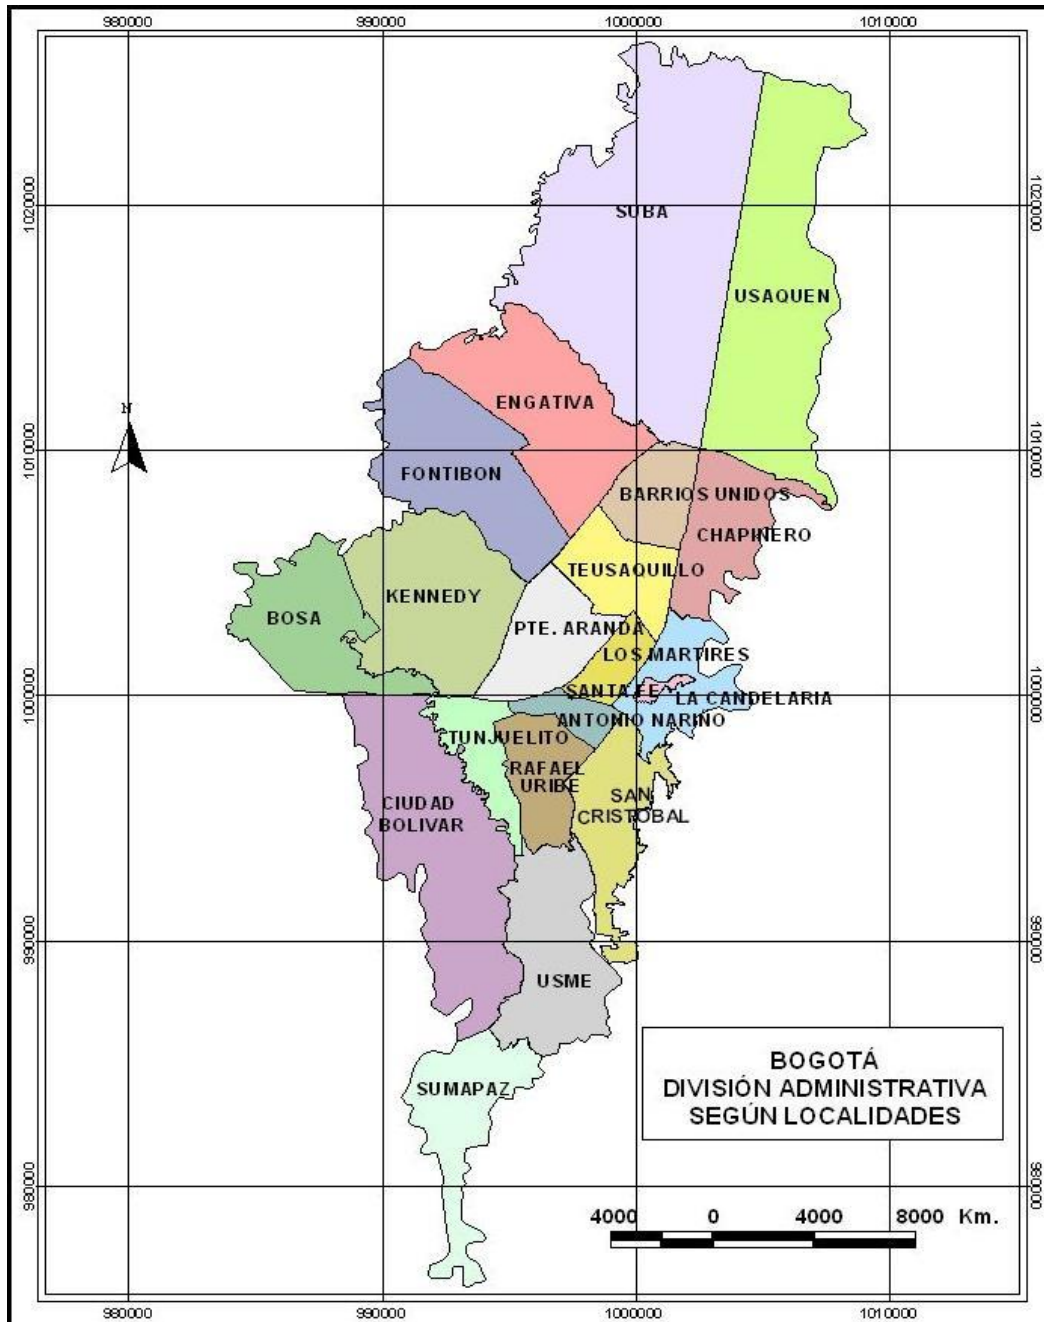 980000
990000
1000000
1010000
1020000
1020000
SUBA
USAQUEN
ENGATIVA
N
1010000
1010000
FONTIBON
BARRIOS UNIDOS
CHAPINERO
TEUSAQUILLO
KENNEDY
BOSA
PTE. ARANDA
LOS MARTIRES
1000000
1000000
SANTA FE
LA CANDELARIA
ANTONIO NARIÑO
TUNJUELITO
RAFAEL
URIBE
SAN
CRISTOBAL
CIUDAD
BOLIVAR
990000
990000
USME
BOGOTÁ
DIVISIÓN ADMINISTRATIVA
SEGÚN LOCALIDADES
SUMAPAZ
980000
980000
4000 0 4000 8000 Km.
980000
990000
1000000
1010000